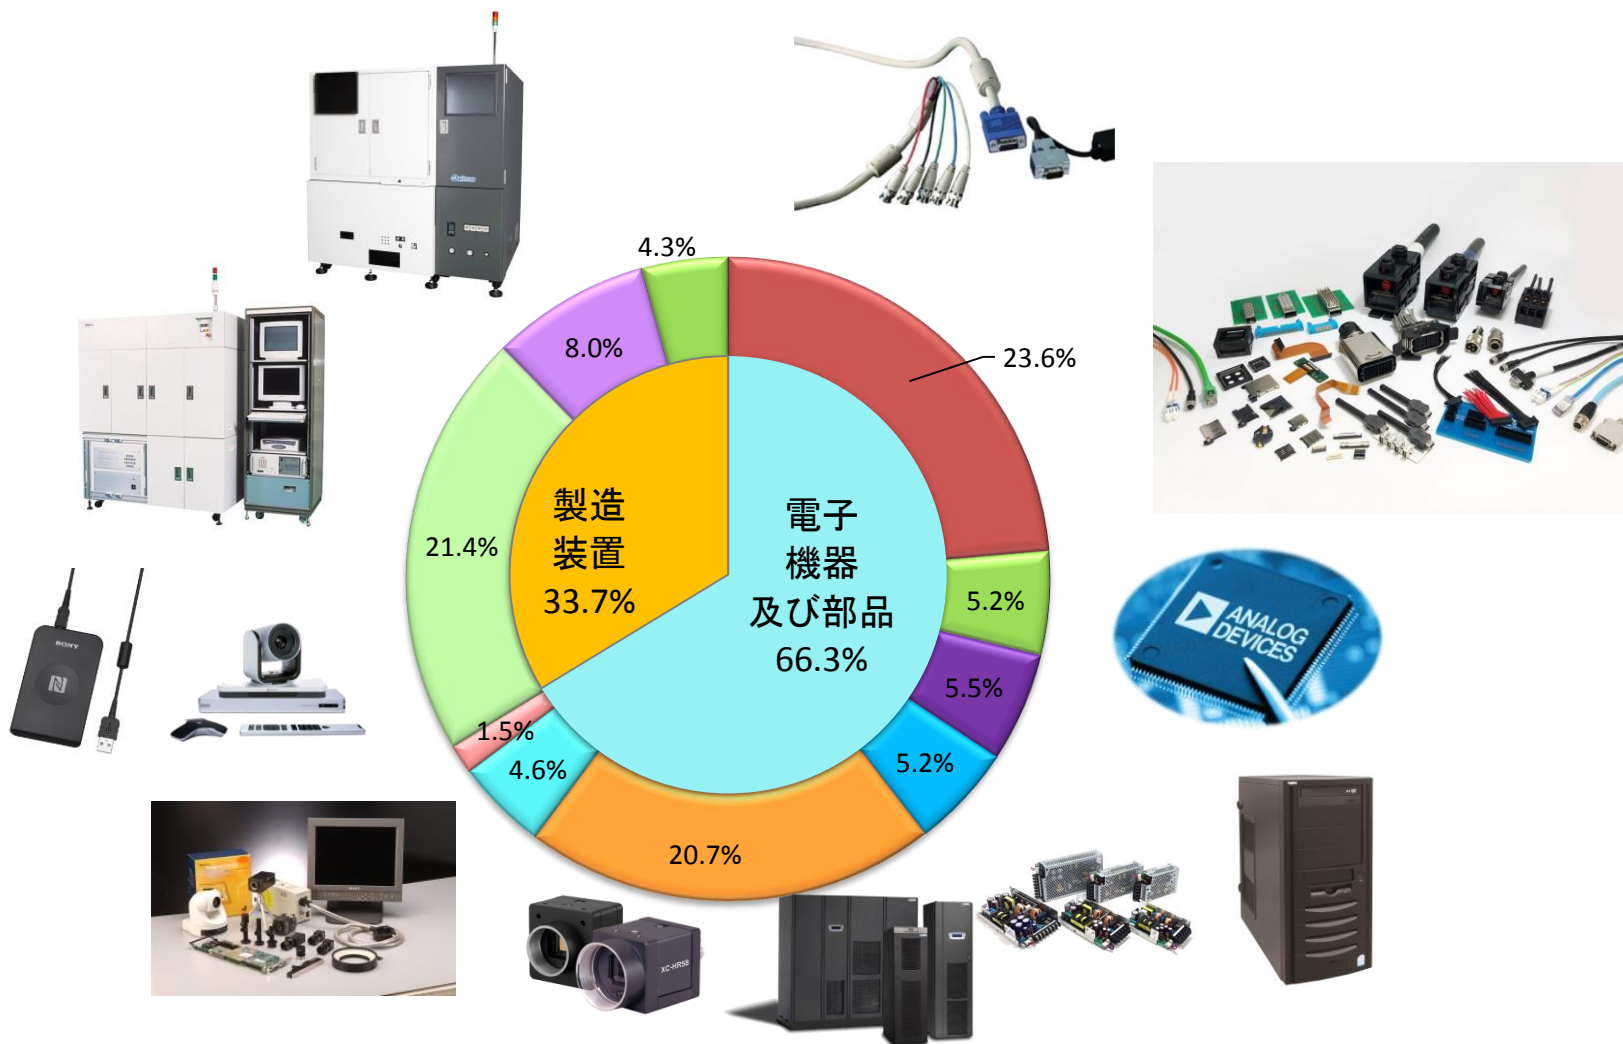 4.3%
8.0%
23.6%
21.4%
製造
装置
33.7%
電子
機器
及び部品
66.3%
5.2%
5.5%
5.2%
1.5%
4.6%
20.7%
SONY
ANALOG
DEVICES
XC-HR58